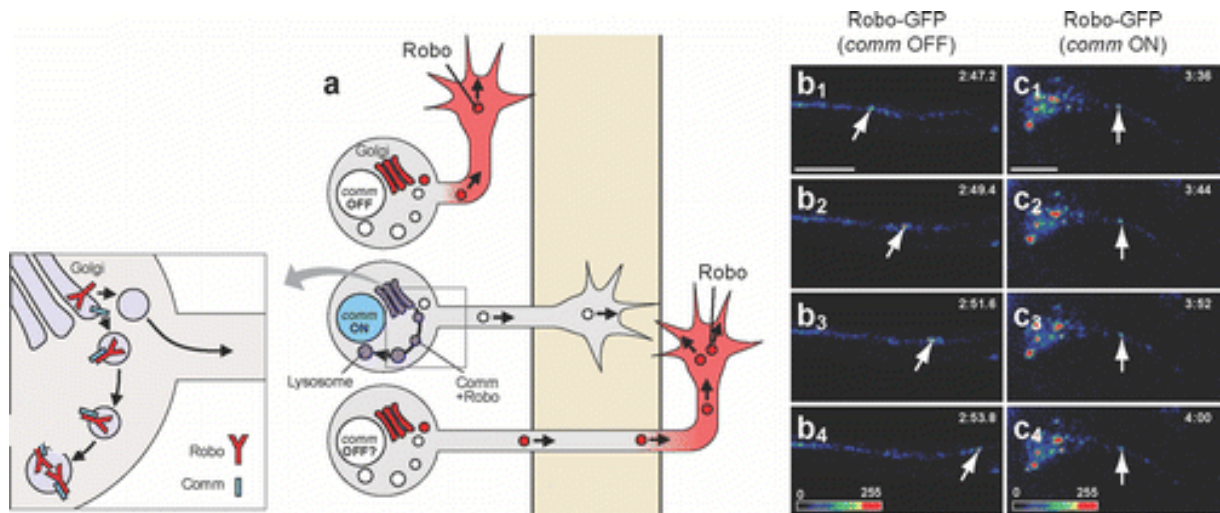 a
Robo
Golgi
comm
OFF
Golgi
Robo
Comm
comm
ON
Lysosome
Comm
+Robo
Robo
comm
OFF?
Robo-GFP
(comm OFF)
Robo-GFP
(comm ON)
b1
2:47.2
c1
3:36
b2
2:49.4
c2
3:44
b3
2:51.6
c3
3:52
b4
2:53.8
c4
4:00
0
255
0
255